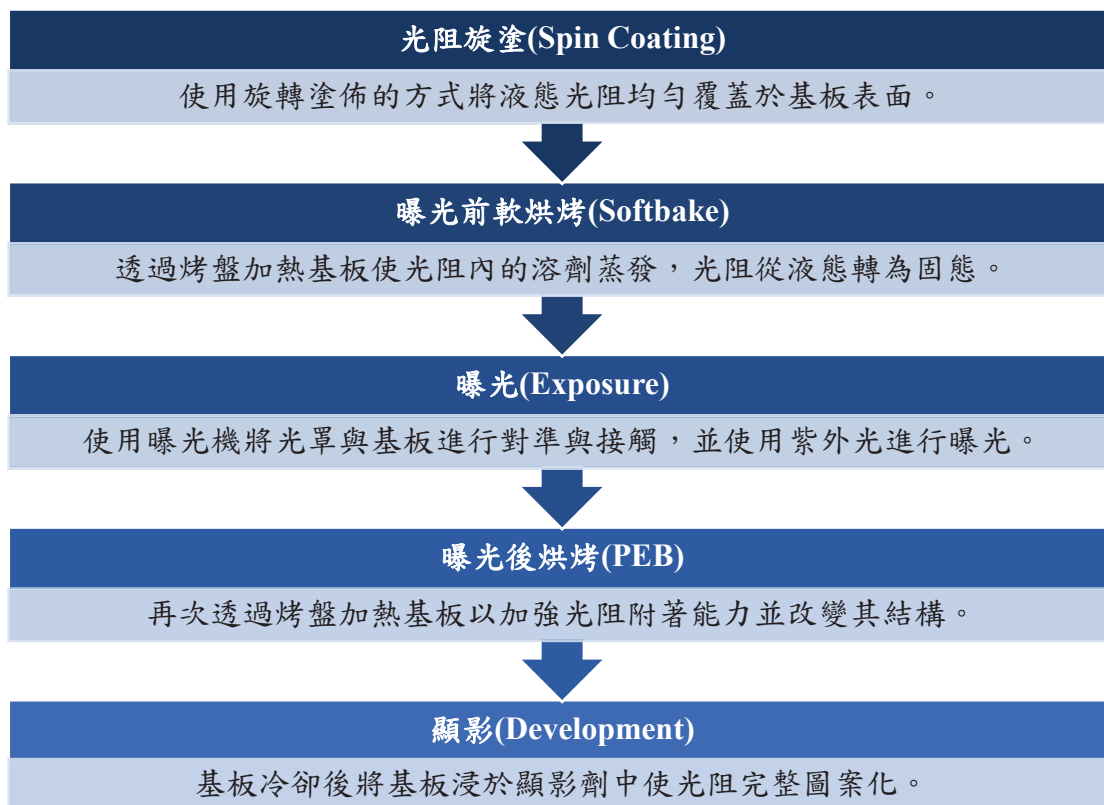 光阻旋塗(Spin Coating)
使用旋轉塗佈的方式將液態光阻均勻覆蓋於基板表面。
曝光前軟烘烤(Softbake)
透過烤盤加熱基板使光阻內的溶劑蒸發，光阻從液態轉為固態。
曝光(Exposure)
使用曝光機將光罩與基板進行對準與接觸，並使用紫外光進行曝光。
曝光後烘烤(PEB)
再次透過烤盤加熱基板以加強光阻附著能力並改變其結構。
顯影(Development)
基板冷卻後將基板浸於顯影劑中使光阻完整圖案化。